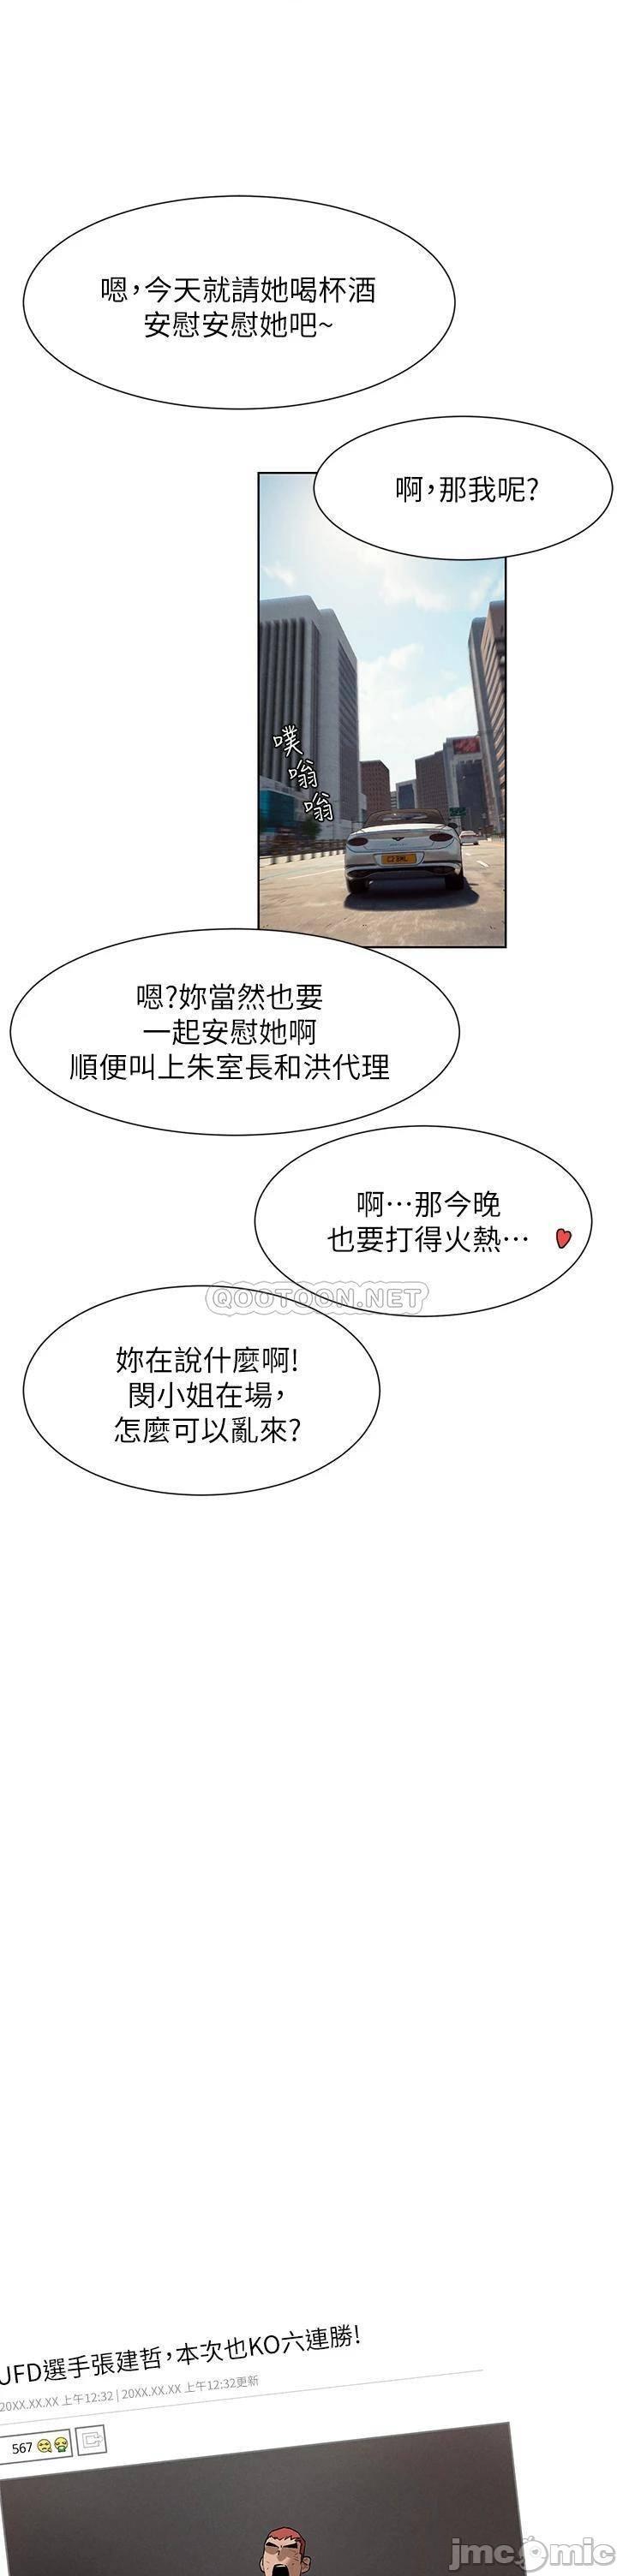 嗯，今天就請她喝杯酒
安慰安慰她吧~
啊，那我呢？
噗
嗡
嗡
C2 BML
嗯？妳當然也要
一起安慰她啊
順便叫上朱室長和洪代理
啊…那今晚
也要打得火熱…
QOOTOON.NET
妳在說什麼啊！
閔小姐在場，
怎麼可以亂來？
UFD選手張建哲，本次也KO六連勝！
20XX.XX.XX 上午12:32 | 20XX.XX.XX 上午12:32更新
567
jmcomic